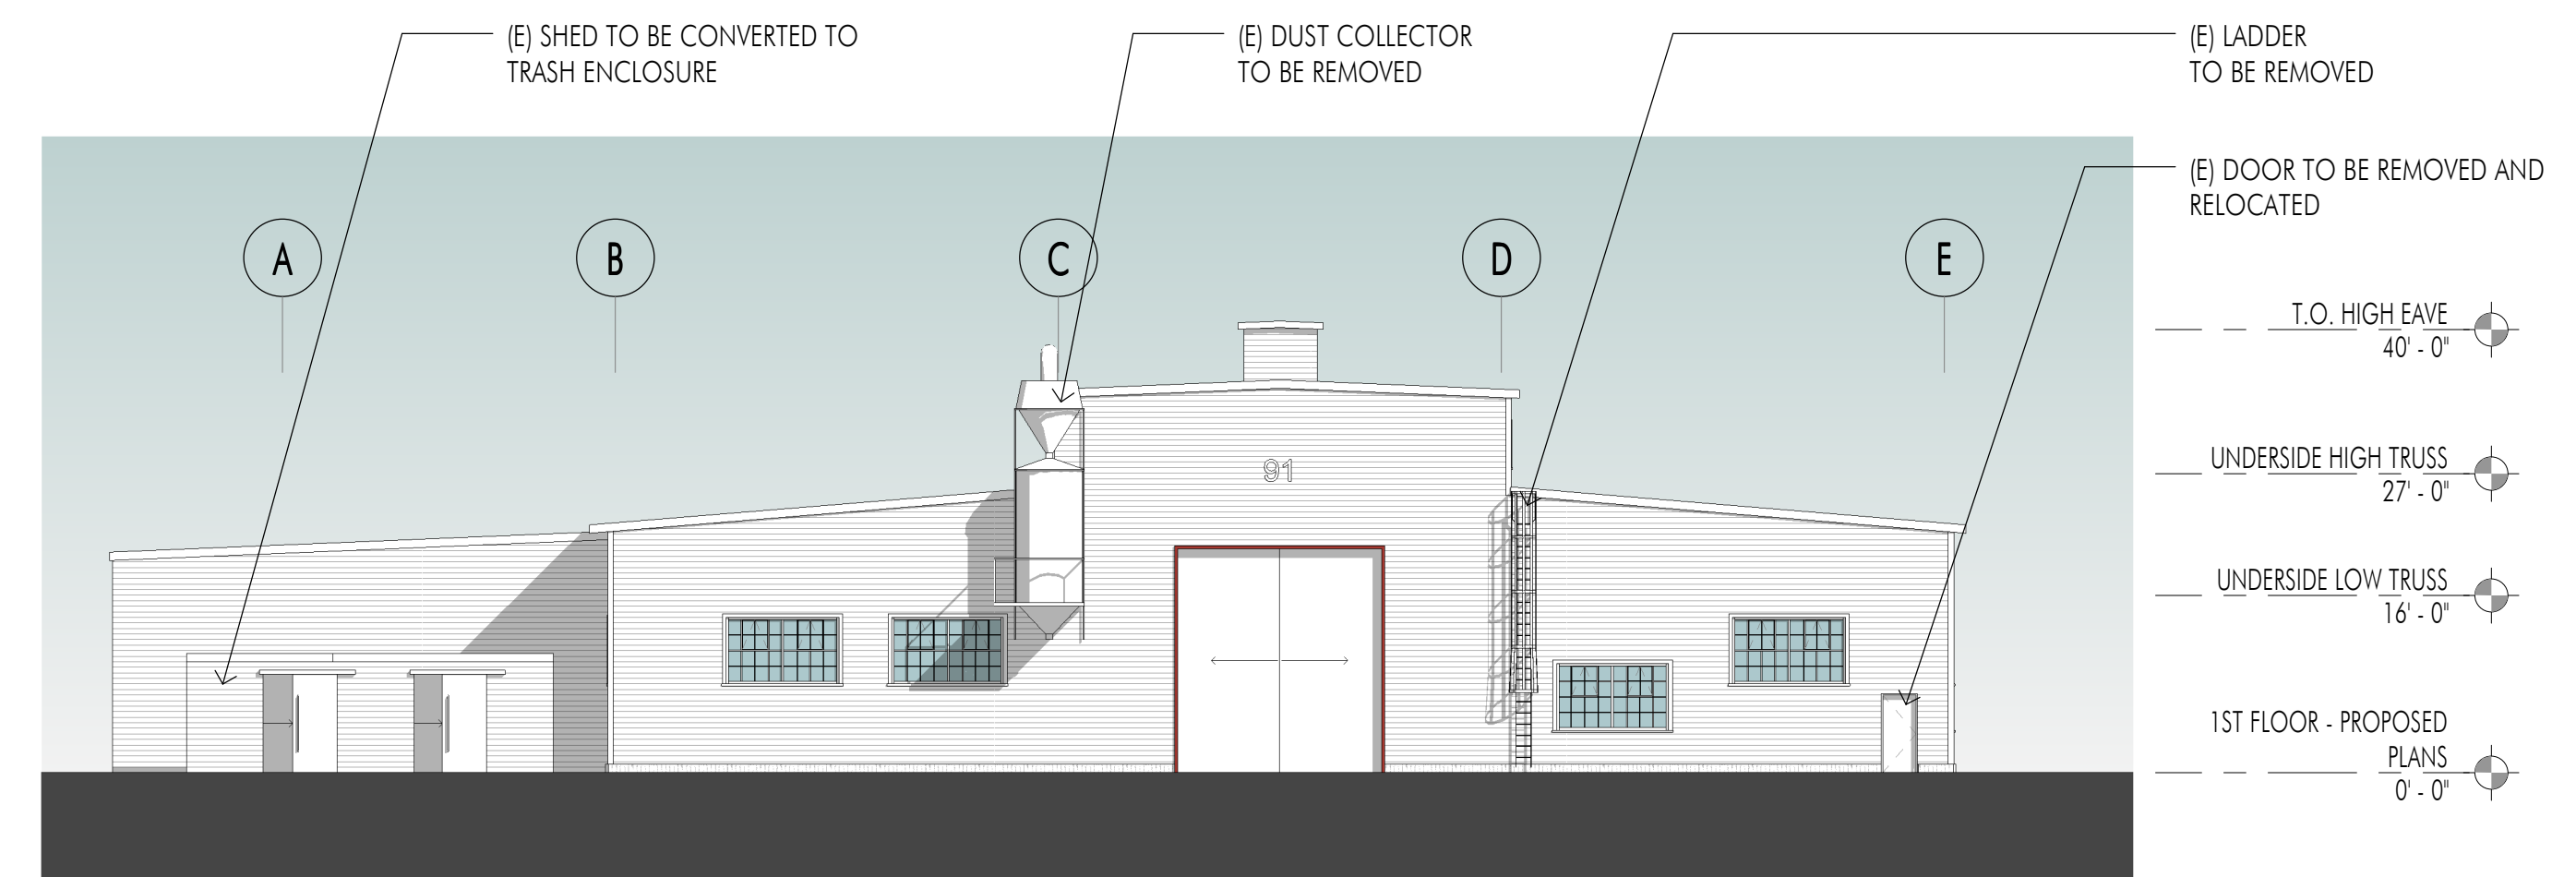 (E) SHED TO BE CONVERTED TO
TRASH ENCLOSURE
(E) DUST COLLECTOR
TO BE REMOVED
(E) LADDER
TO BE REMOVED
(E) DOOR TO BE REMOVED AND
RELOCATED
A
B
C
D
E
T.O. HIGH EAVE
40' - 0"
91
UNDERSIDE HIGH TRUSS
27' - 0"
UNDERSIDE LOW TRUSS
16' - 0"
1ST FLOOR - PROPOSED
PLANS
0' - 0"